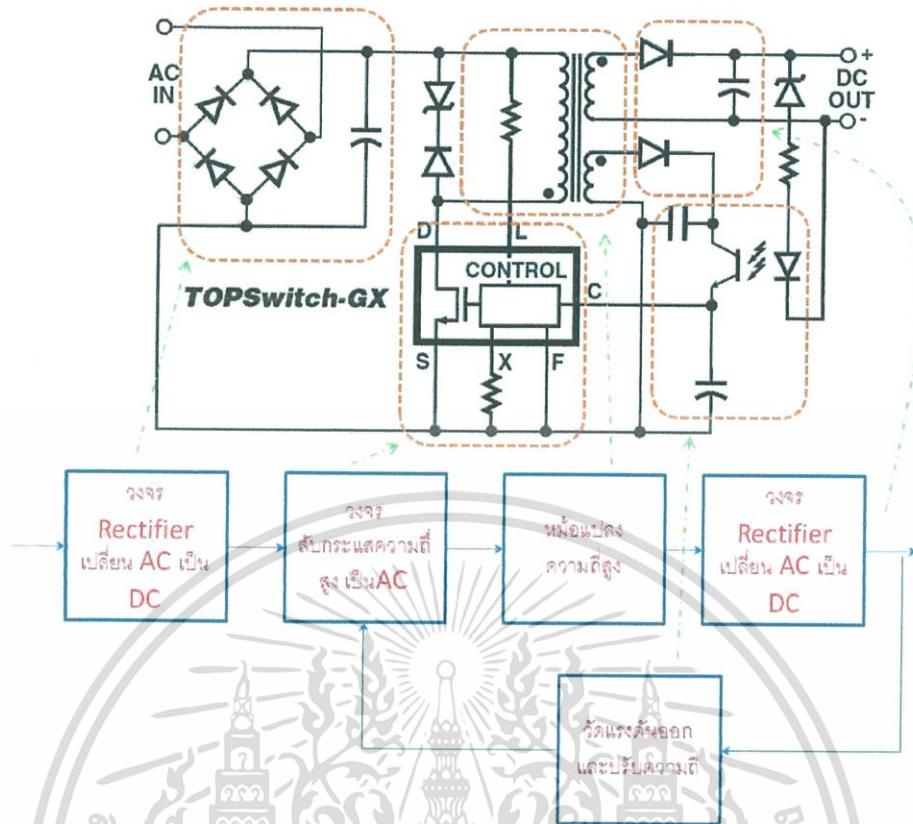 AC
IN
+
DC
OUT
-
D
L
CONTROL
C
TOPSwitch-GX
S
X
F
วงจร
Rectifier
เปลี่ยน AC เป็น
DC
วงจร
สับกระแสความถี่
สูง เป็นAC
หม้อแปลง
ความถี่สูง
วงจร
Rectifier
เปลี่ยน AC เป็น
DC
วัดแรงดันออก
และปรับความถี่